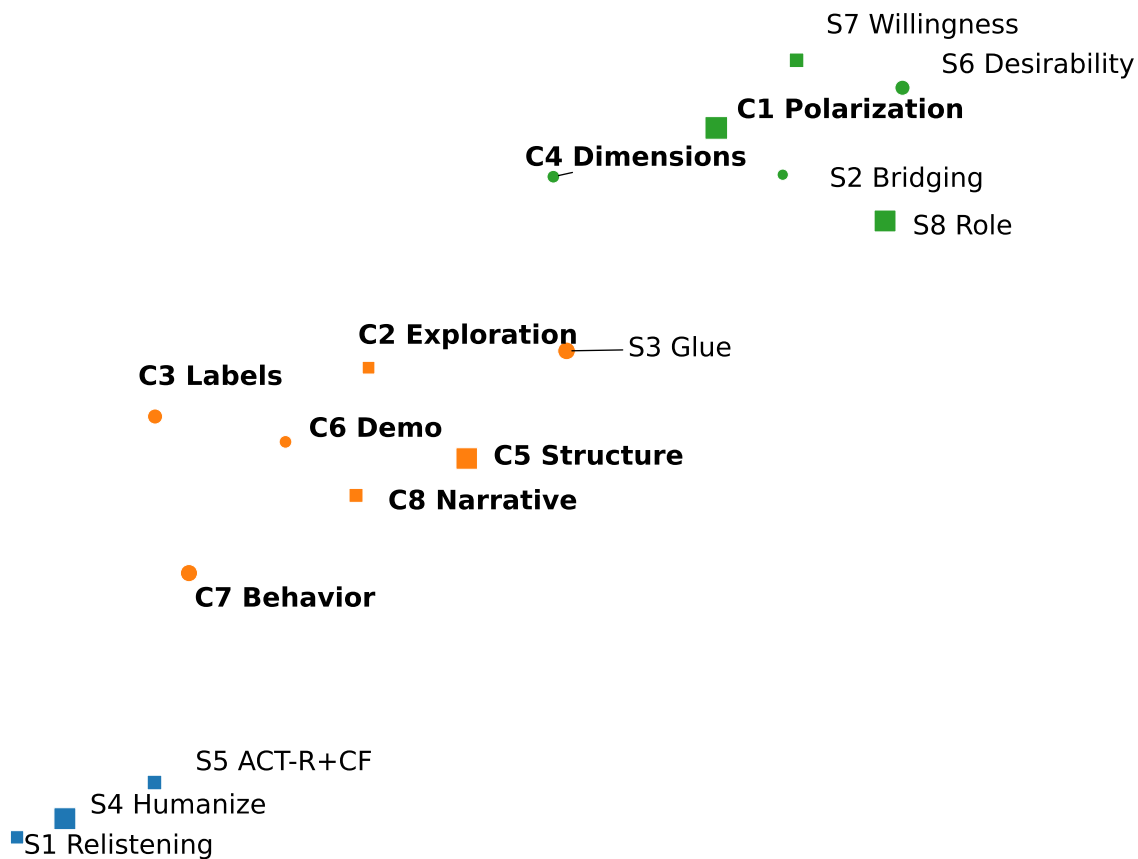 S7 Willingness
S6 Desirability
C1 Polarization
C4 Dimensions
S2 Bridging
S8 Role
C2 Exploration
S3 Glue
C3 Labels
C6 Demo
C5 Structure
C8 Narrative
C7 Behavior
S5 ACT-R+CF
S4 Humanize
S1 Relistening